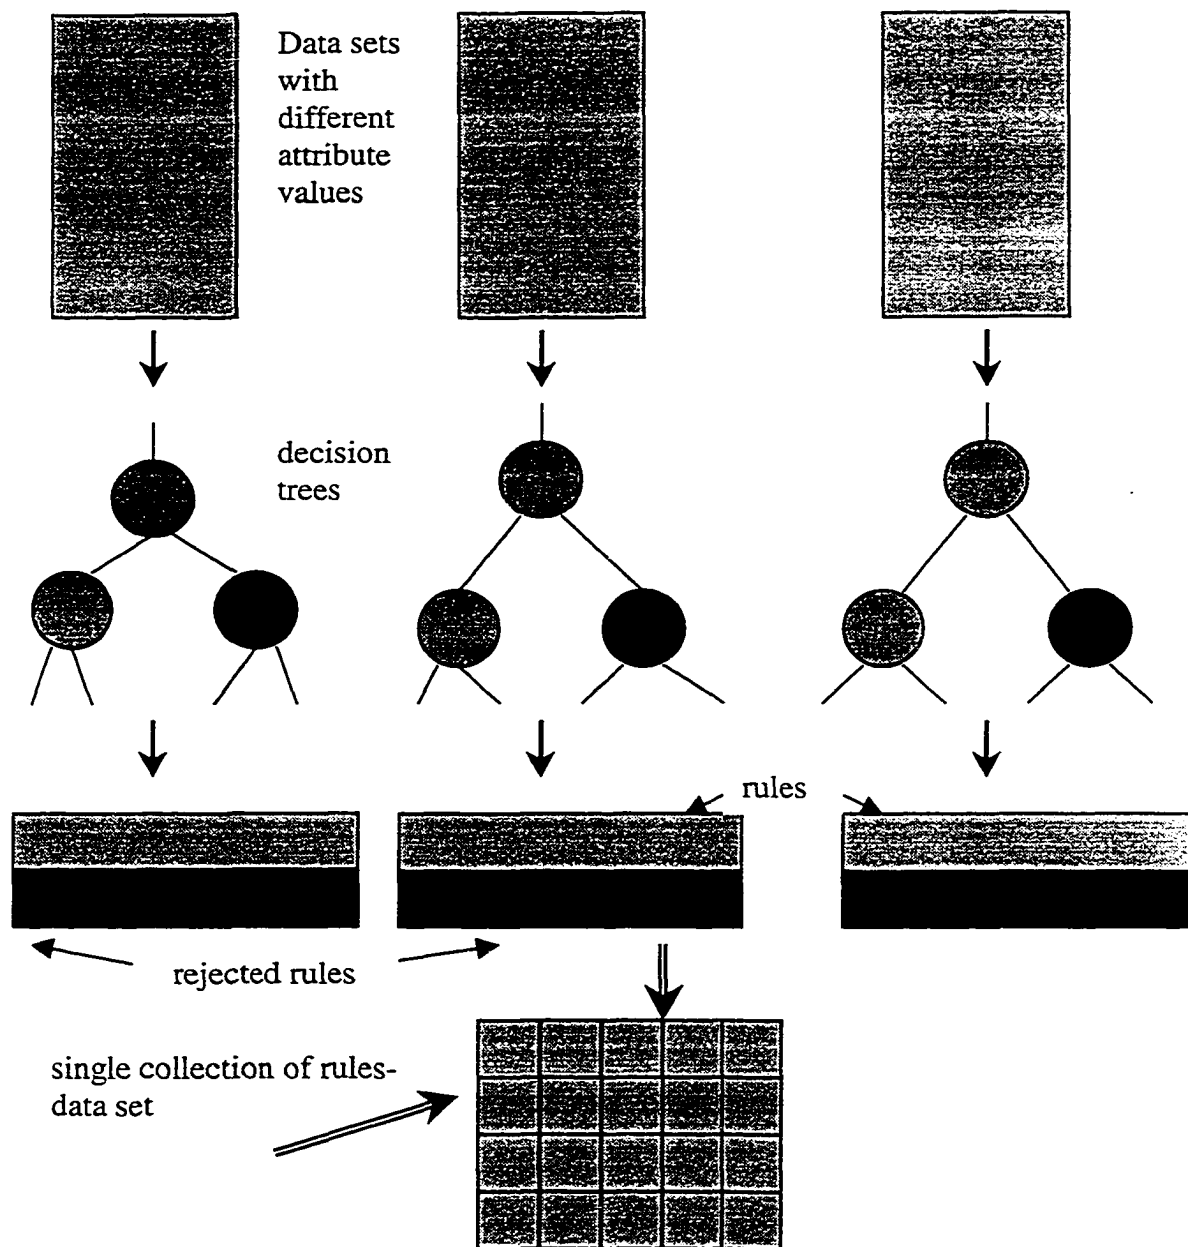 Data sets
with
different
attribute
values
decision
trees
rules
rejected rules
single collection of rules-
data set